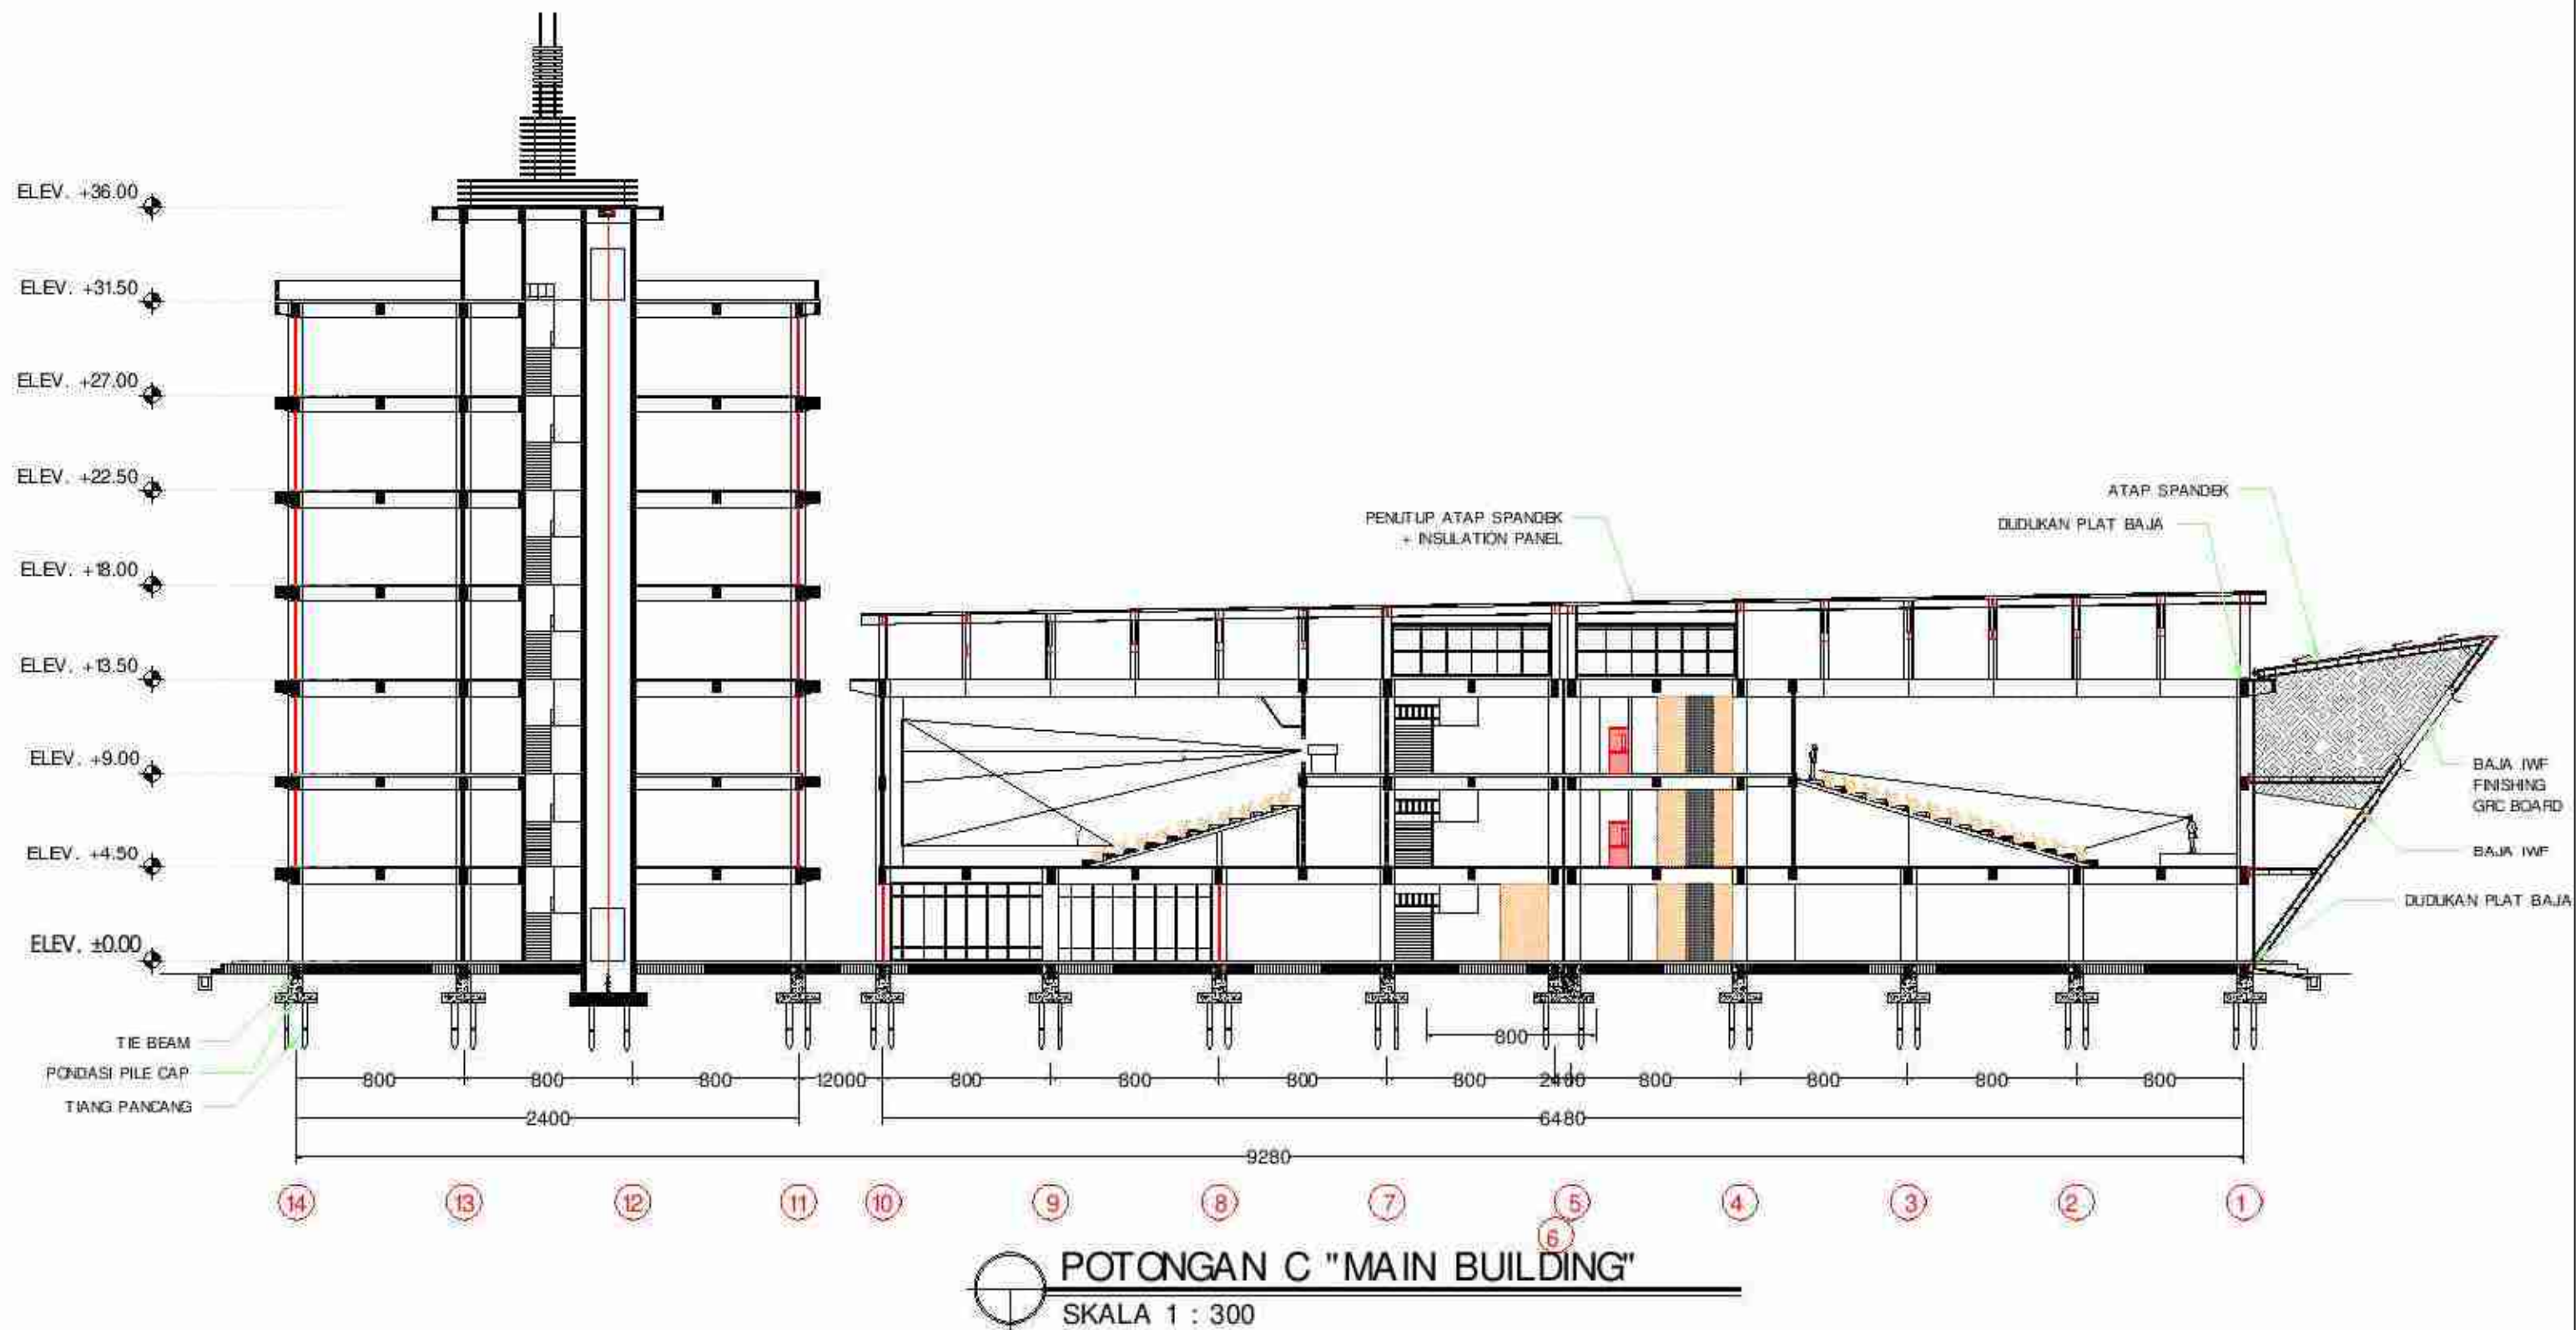 ELEV. +36.00
ELEV. +31.50
ELEV. +27.00
ELEV. +22.50
ELEV. +18.00
ELEV. +13.50
ELEV. +9.00
ELEV. +4.50
ELEV. ±0.00
PENUTUP ATAP SPANDEK
+ INSULATION PANEL
ATAP SPANDEK
DUDUKAN PLAT BAJA
BAJA IWF
FINISHING
GRC BOARD
BAJA IWF
DUDUKAN PLAT BAJA
TIE BEAM
PONDASI PILE CAP
TIANG PANCANG
800
800 800 800 12000 800 800 800 800 2400 800 800 800 800
2400 6480
9280
14 13 12 11 10 9 8 7 5 4 3 2 1
6
POTONGAN C "MAIN BUILDING"
SKALA 1 : 300